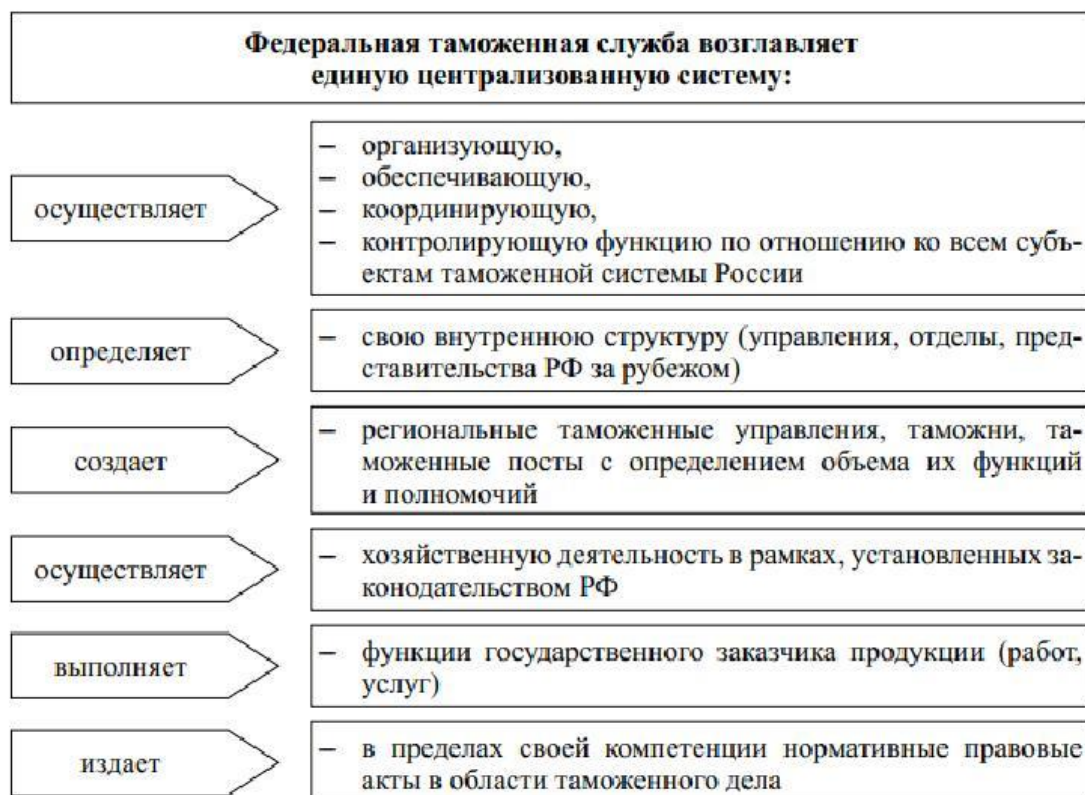 Федеральная таможенная служба возглавляет
единую централизованную систему:
осуществляет
– организующую,
– обеспечивающую,
– координирующую,
– контролирующую функцию по отношению ко всем субъ-
ектам таможенной системы России
определяет
– свою внутреннюю структуру (управления, отделы, пред-
ставительства РФ за рубежом)
создает
– региональные таможенные управления, таможни, та-
моженные посты с определением объема их функций
и полномочий
осуществляет
– хозяйственную деятельность в рамках, установленных за-
конодательством РФ
выполняет
– функции государственного заказчика продукции (работ,
услуг)
издает
– в пределах своей компетенции нормативные правовые
акты в области таможенного дела